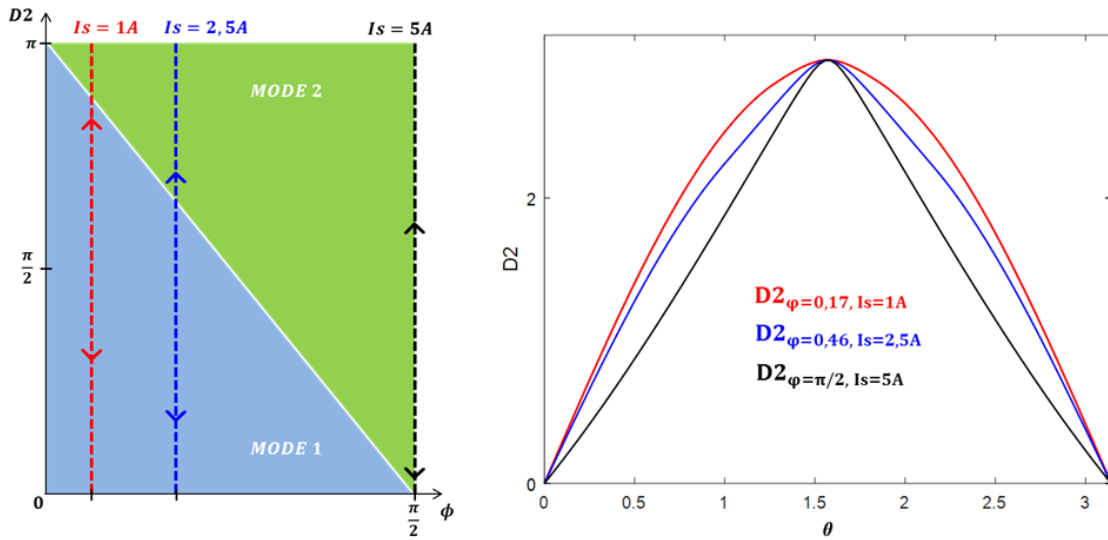 D2 Is = 1A Is = 2,5A Is = 5A
π
MODE 2
π/2
MODE 1
0
π/2 ϕ
D2
2
0
D2φ=0,17, Is=1A
D2φ=0,46, Is=2,5A
D2φ=π/2, Is=5A
0 0.5 1 1.5 2 2.5 3
θ